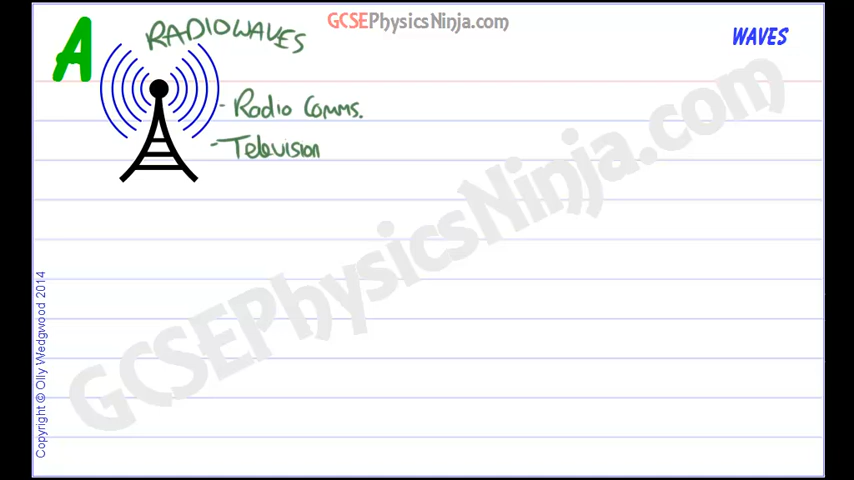 GCSEPhysicsNinja.com
A
RADIOWAVES
WAVES
- Radio Comms.
- Television
GCSEPhysicsNinja.com
Copyright © Olly Wedgwood 2014